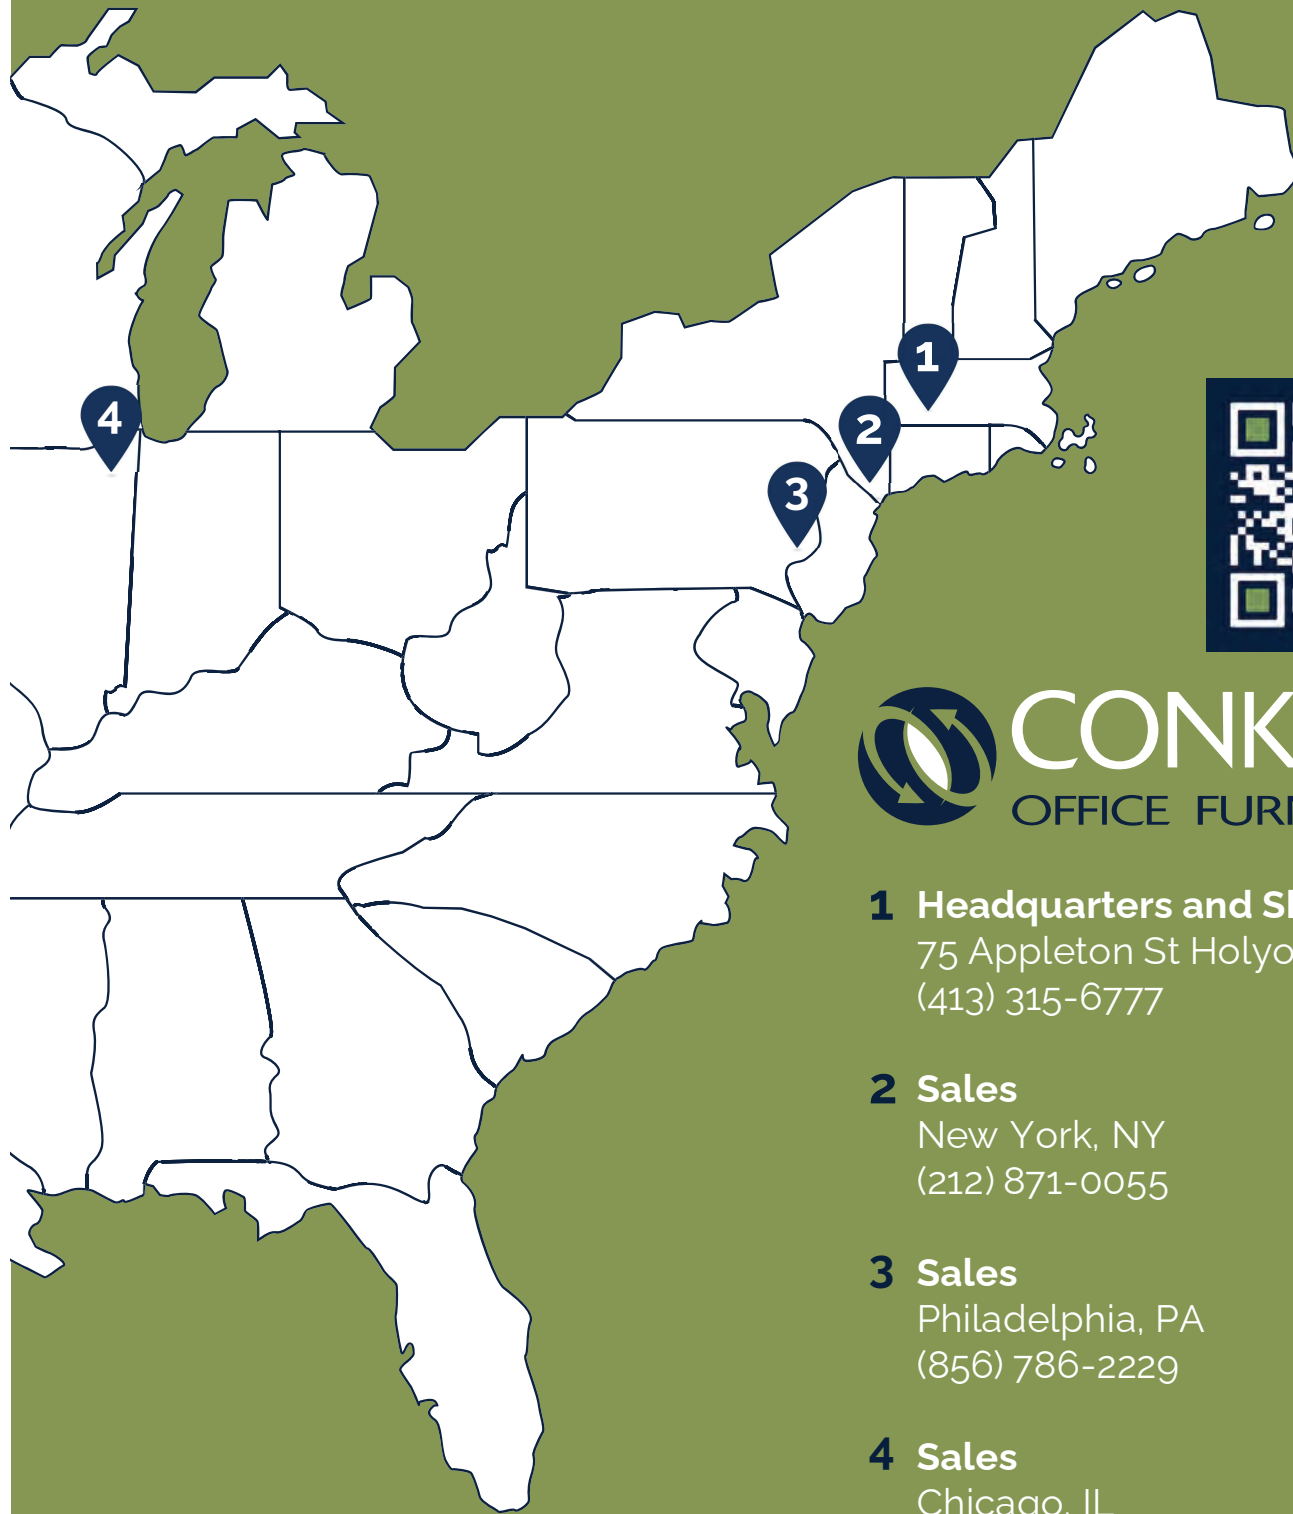 1
4
2
3
CONK
OFFICE FURN
1 Headquarters and Sh
75 Appleton St Holyo
(413) 315-6777
2 Sales
New York, NY
(212) 871-0055
3 Sales
Philadelphia, PA
(856) 786-2229
4 Sales
Chicago, IL